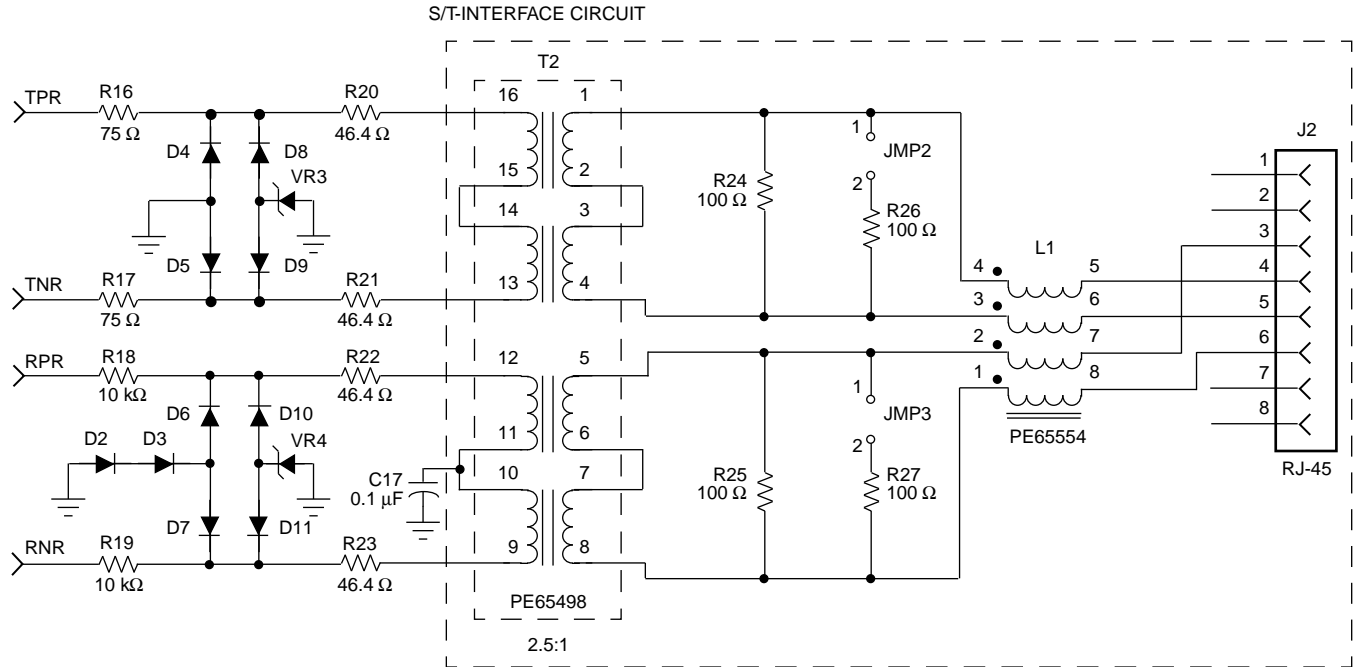 S/T-INTERFACE CIRCUIT
T2
TPR
R16
75 Ω
R20
46.4 Ω
16
1
D4
D8
VR3
15
2
14
3
D5
D9
TNR
R17
75 Ω
R21
46.4 Ω
13
4
R24
100 Ω
1
JMP2
2
R26
100 Ω
L1
4
5
3
6
2
7
1
8
PE65554
J2
1
2
3
4
5
6
7
8
RJ-45
RPR
R18
10 kΩ
R22
46.4 Ω
12
5
D6
D10
D2
D3
VR4
11
6
C17
0.1 µF
10
7
D7
D11
RNR
R19
10 kΩ
R23
46.4 Ω
9
8
R25
100 Ω
1
JMP3
2
R27
100 Ω
PE65498
2.5:1